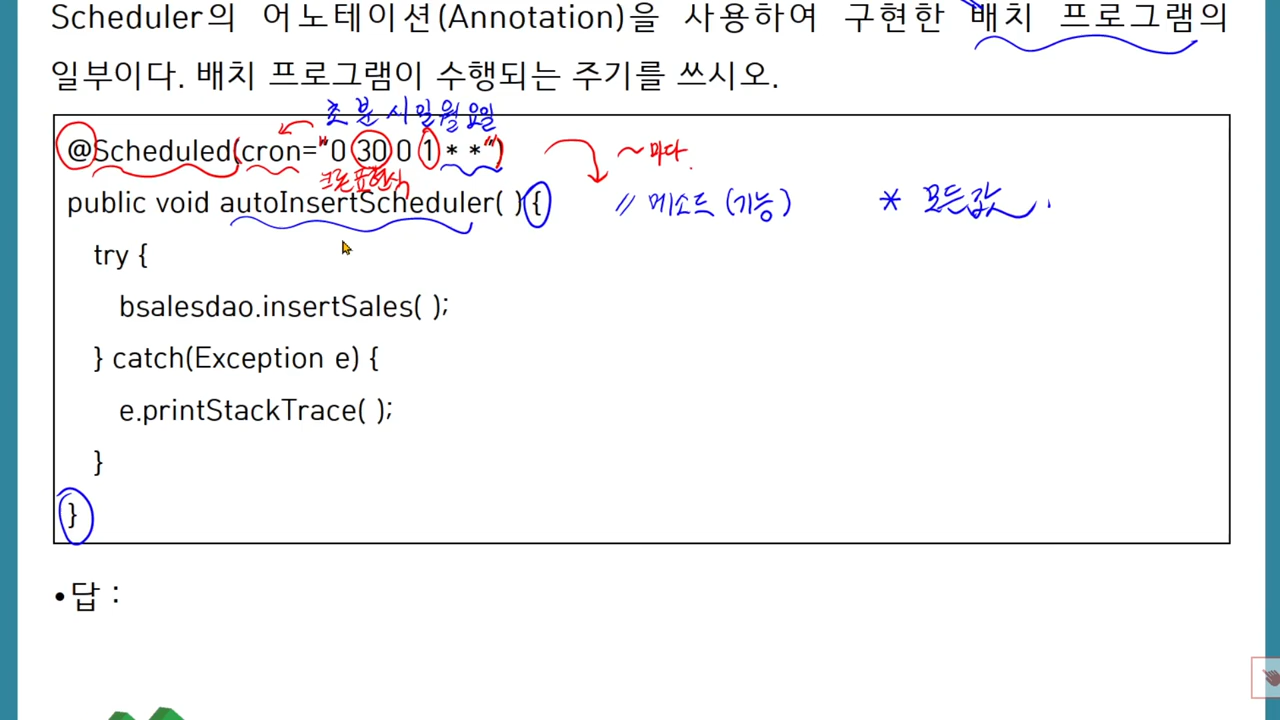 Scheduler의 어노테이션(Annotation)을 사용하여 구현한 배치 프로그램의
일부이다. 배치 프로그램이 수행되는 주기를 쓰시오.
초 분 시 일 월 요일
@Scheduled(cron="0 30 0 1 * *")
~마다.
크론표현식
public void autoInsertScheduler( ) {
// 메소드 (기능)
* 모든값.
try {
bsalesdao.insertSales( );
} catch(Exception e) {
e.printStackTrace( );
}
}
•답 :